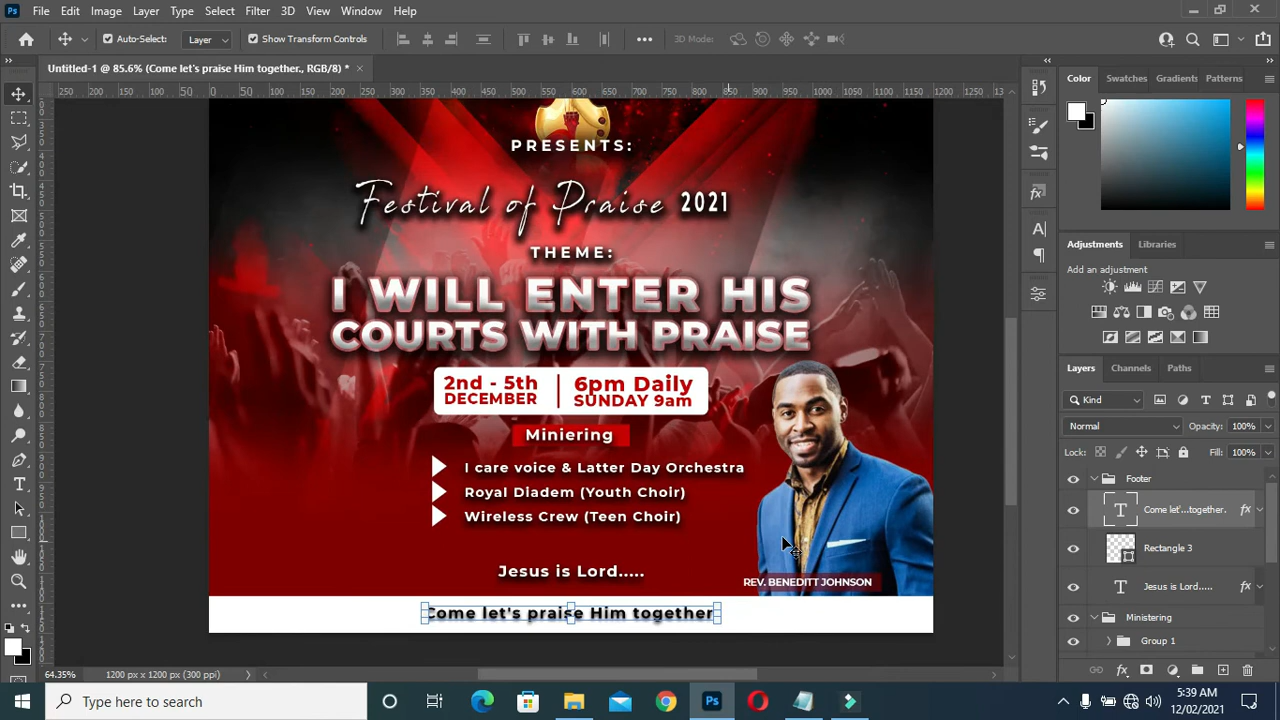 Ps File Edit Image Layer Type Select Filter 3D View Window Help
Auto-Select: Layer Show Transform Controls 3D Mode:
Untitled-1 @ 85.6% (Come let's praise Him together., RGB/8) *
PRESENTS:
Festival of Praise 2021
THEME:
I WILL ENTER HIS
COURTS WITH PRAISE
2nd - 5th
DECEMBER
6pm Daily
SUNDAY 9am
Miniering
I care voice & Latter Day Orchestra
Royal Diadem (Youth Choir)
Wireless Crew (Teen Choir)
Jesus is Lord.....
REV. BENEDITT JOHNSON
Come let's praise Him together
Color Swatches Gradients Patterns
Adjustments Libraries
Add an adjustment
Layers Channels Paths
Kind
Normal Opacity: 100%
Lock: Fill: 100%
Footer
Come let'...together. fx
Rectangle 3
Jesus is Lord..... fx
Ministering
Group 1
64.35% 1200 px x 1200 px (300 ppi)
Type here to search
Ps
5:39 AM
12/02/2021